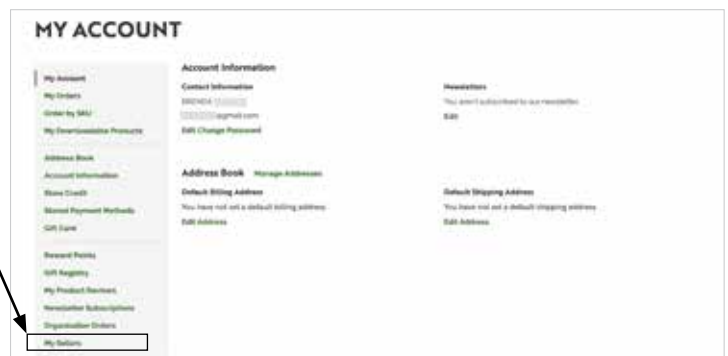 MY ACCOUNT
My Account
My Orders
Order by SKU
My Downloadable Products
Address Book
Account Information
Store Credit
Stored Payment Methods
Gift Card
Reward Points
Gift Registry
My Product Reviews
Newsletter Subscriptions
Organisation Orders
My Sellers
Account Information
Contact Information
BRENDA
@gmail.com
Edit Change Password
Newsletters
You aren't subscribed to our newsletter.
Edit
Address Book Manage Addresses
Default Billing Address
You have not set a default billing address.
Edit Address
Default Shipping Address
You have not set a default shipping address.
Edit Address